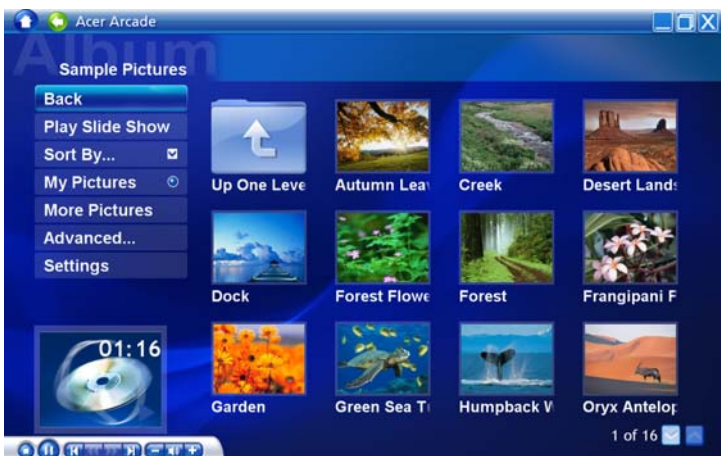 Acer Arcade
Album
Sample Pictures
Back
Play Slide Show
Sort By...
My Pictures
More Pictures
Advanced...
Settings
Up One Leve
Autumn Lea
Creek
Desert Lands
Dock
Forest Flowe
Forest
Frangipani F
Garden
Green Sea T
Humpback W
Oryx Antelop
01:16
1 of 16